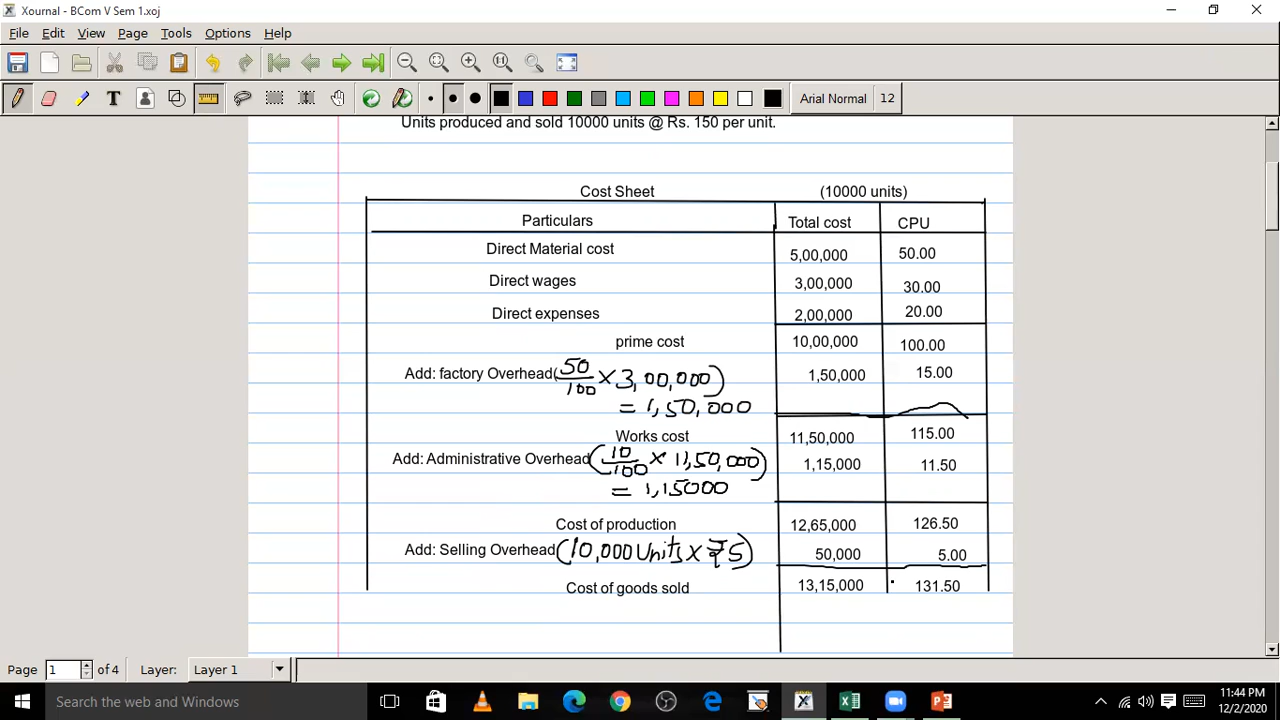 Xournal - BCom V Sem 1.xoj
File Edit View Page Tools Options Help
Arial Normal 12
Units produced and sold 10000 units @ Rs. 150 per unit.
Cost Sheet (10000 units)
Particulars Total cost CPU
Direct Material cost 5,00,000 50.00
Direct wages 3,00,000 30.00
Direct expenses 2,00,000 20.00
prime cost 10,00,000 100.00
Add: factory Overhead(50/100 × 3,00,000) 1,50,000 15.00
= 1,50,000
Works cost 11,50,000 115.00
Add: Administrative Overhead(10/100 × 11,50,000) 1,15,000 11.50
= 1,15000
Cost of production 12,65,000 126.50
Add: Selling Overhead(10,000 Units × ₹5) 50,000 5.00
Cost of goods sold 13,15,000 131.50
Page 1 of 4 Layer: Layer 1
Search the web and Windows
11:44 PM
12/2/2020